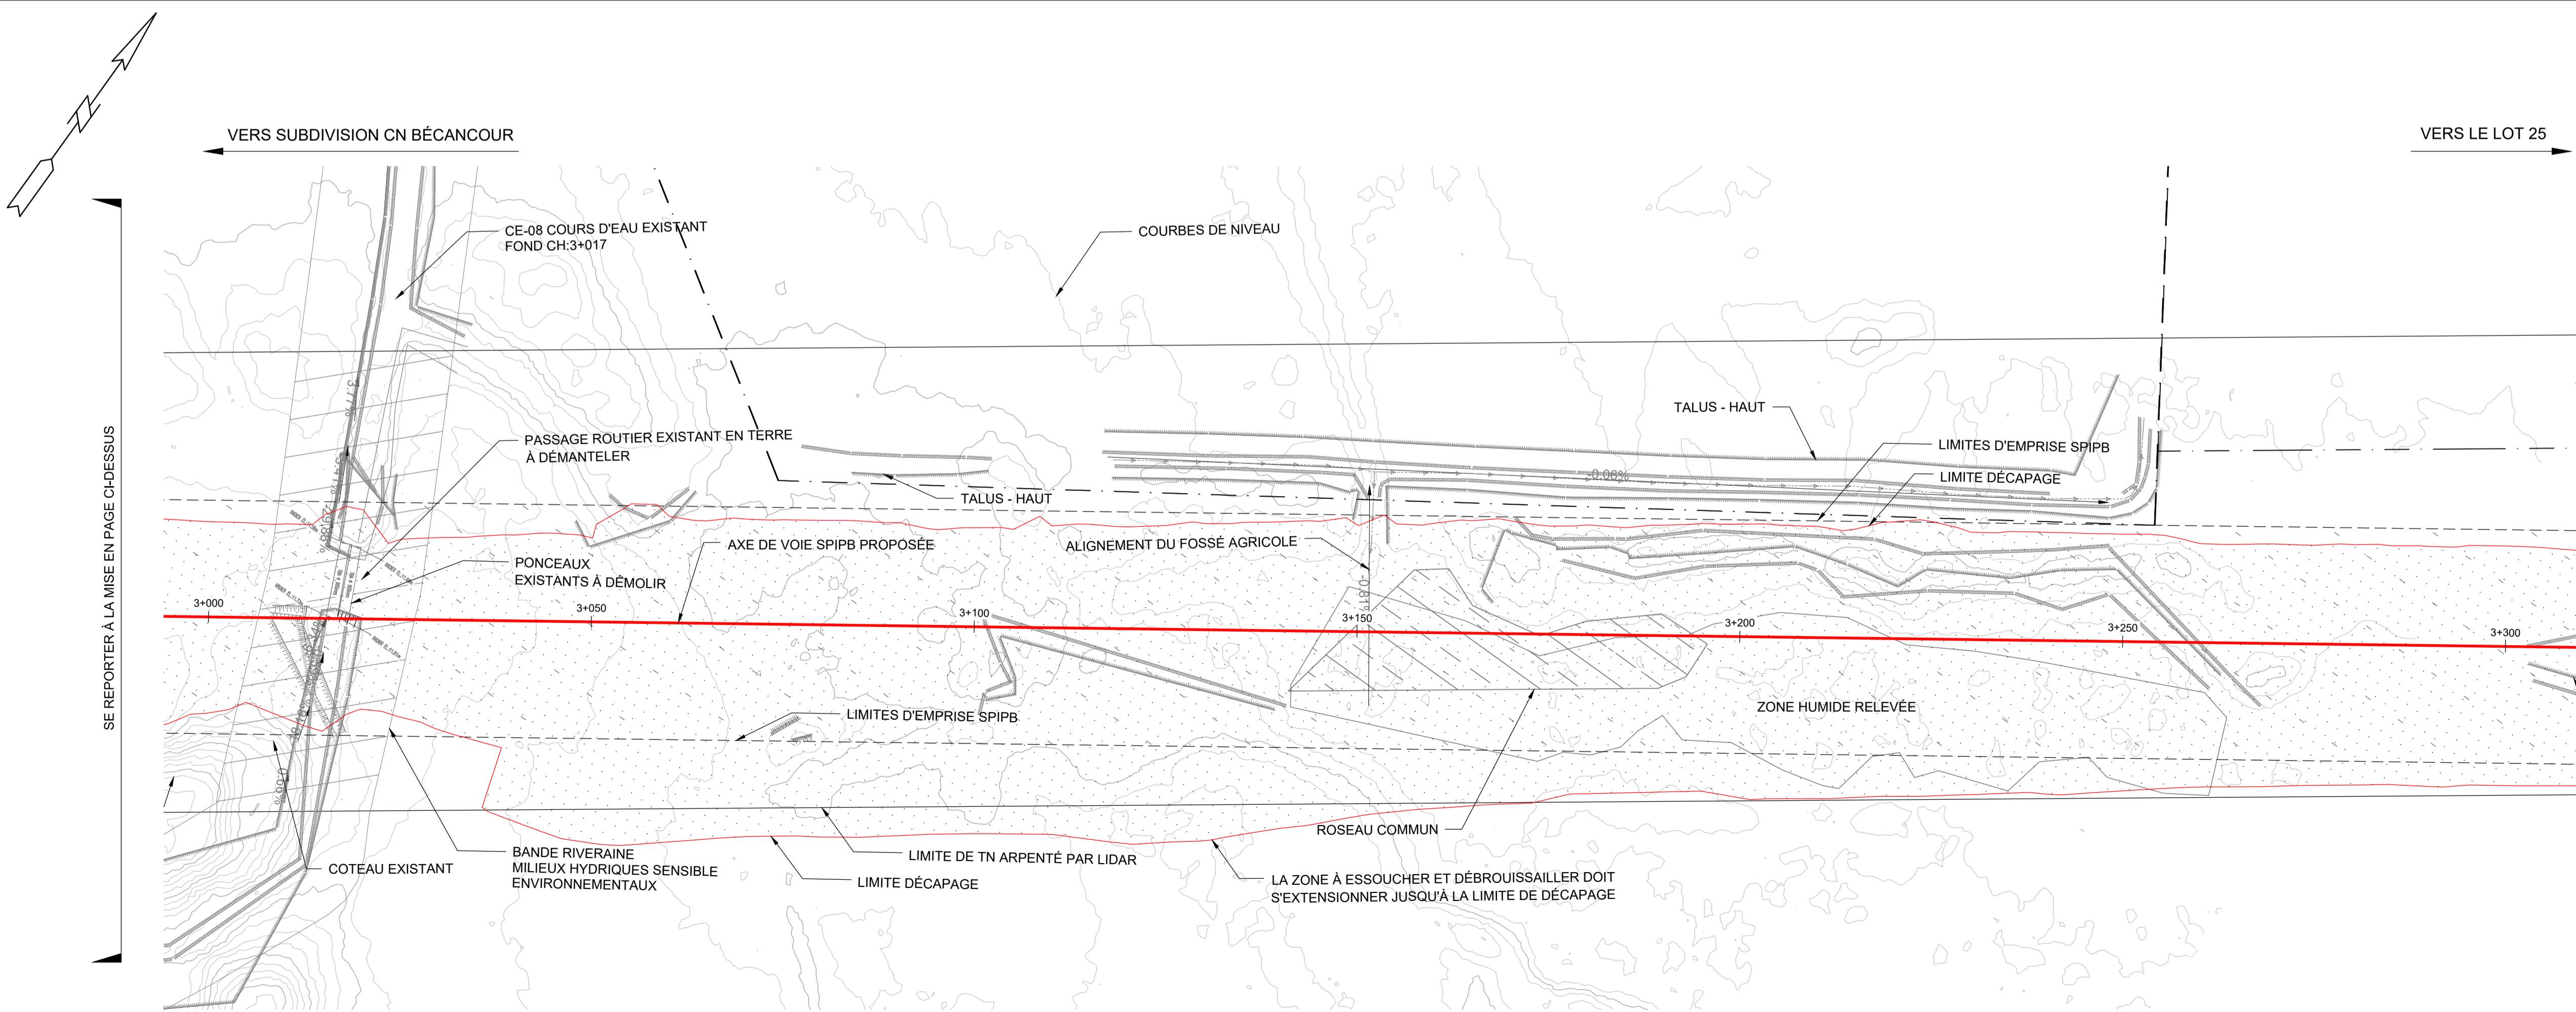 VERS SUBDIVISION CN BÉCANCOUR
VERS LE LOT 25
CE-08 COURS D'EAU EXISTANT
FOND CH:3+017
COURBES DE NIVEAU
SE REPORTER À LA MISE EN PAGE CI-DESSUS
TALUS - HAUT
PASSAGE ROUTIER EXISTANT EN TERRE
À DÉMANTELER
LIMITES D'EMPRISE SPIPB
-0.06%
LIMITE DÉCAPAGE
TALUS - HAUT
AXE DE VOIE SPIPB PROPOSÉE
ALIGNEMENT DU FOSSÉ AGRICOLE
PONCEAUX
EXISTANTS À DÉMOLIR
-0.81%
3+000
3+050
3+100
3+150
3+200
3+250
3+300
LIMITES D'EMPRISE SPIPB
ZONE HUMIDE RELEVÉE
ROSEAU COMMUN
COTEAU EXISTANT
BANDE RIVERAINE
MILIEUX HYDRIQUES SENSIBLE
ENVIRONNEMENTAUX
LIMITE DE TN ARPENTÉ PAR LIDAR
LIMITE DÉCAPAGE
LA ZONE À ESSOUCHER ET DÉBROUISSAILLER DOIT
S'EXTENSIONNER JUSQU'À LA LIMITE DE DÉCAPAGE